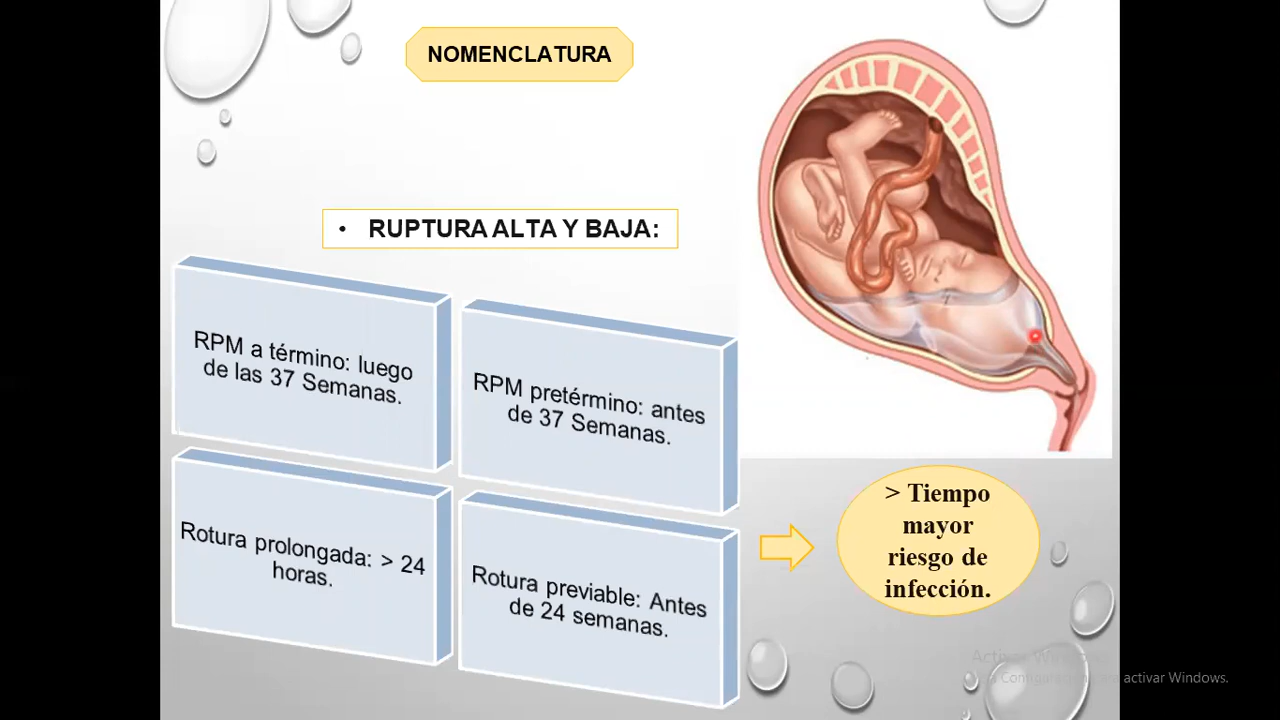 NOMENCLATURA
• RUPTURA ALTA Y BAJA:
RPM a término: luego
de las 37 Semanas.
RPM pretérmino: antes
de 37 Semanas.
Rotura prolongada: > 24
horas.
Rotura previable: Antes
de 24 semanas.
> Tiempo
mayor
riesgo de
infección.
activar Windows.